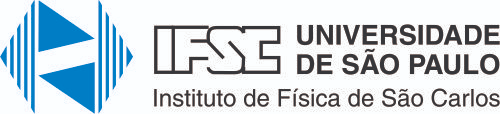 IFSC UNIVERSIDADE
DE SÃO PAULO
Instituto de Física de São Carlos